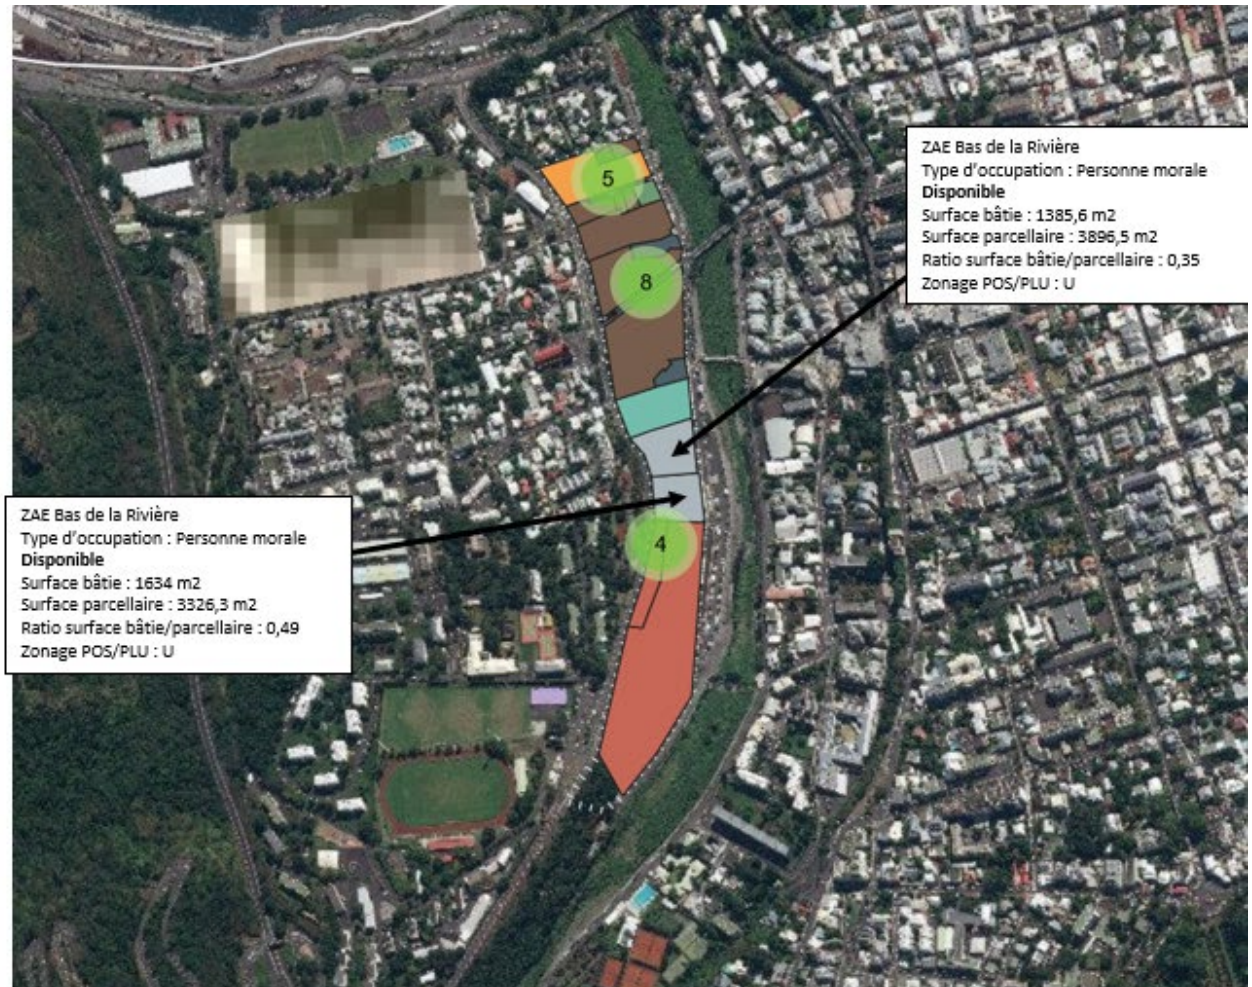 ZAE Bas de la Rivière
Type d’occupation : Personne morale
Disponible
Surface bâtie : 1385,6 m2
Surface parcellaire : 3896,5 m2
Ratio surface bâtie/parcellaire : 0,35
Zonage POS/PLU : U
5
8
ZAE Bas de la Rivière
Type d’occupation : Personne morale
Disponible
Surface bâtie : 1634 m2
Surface parcellaire : 3326,3 m2
Ratio surface bâtie/parcellaire : 0,49
Zonage POS/PLU : U
4